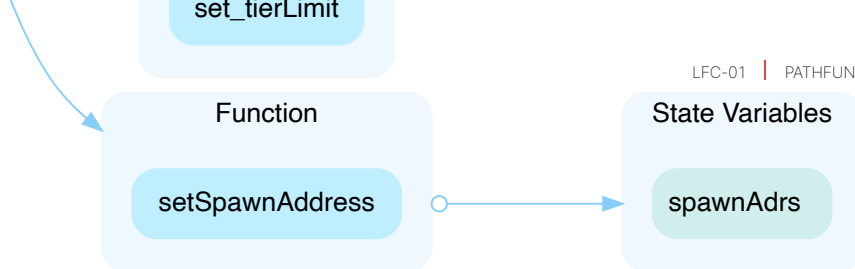 set_tierLimit
LFC-01 | PATHFUN
Function
State Variables
setSpawnAddress
spawnAdrs